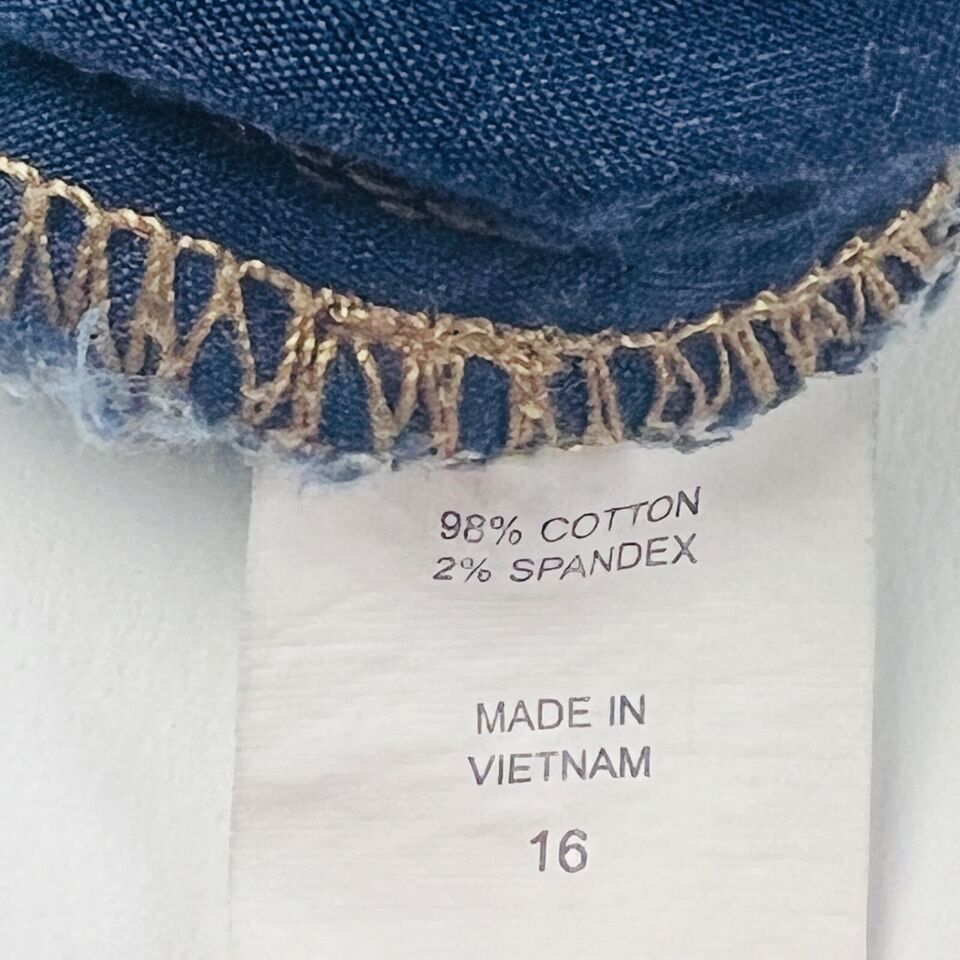 98% COTTON
2% SPANDEX
MADE IN
VIETNAM
16